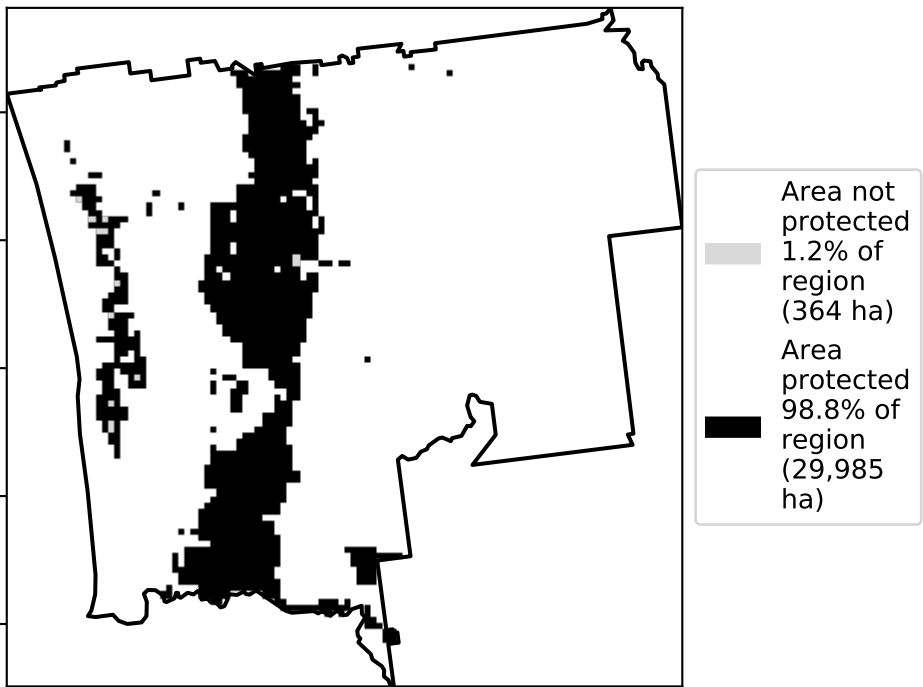 Area not
protected
1.2% of
region
(364 ha)
Area
protected
98.8% of
region
(29,985
ha)